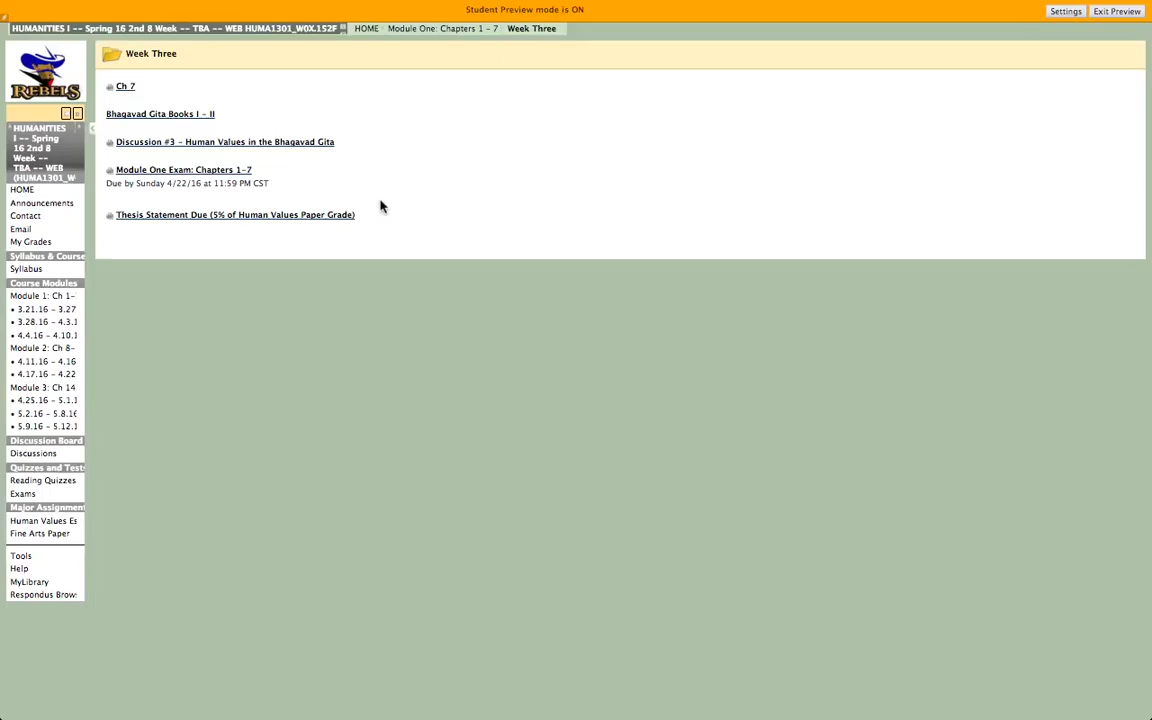 Student Preview mode is ON
Settings
Exit Preview
HUMANITIES I -- Spring 16 2nd 8 Week -- TBA -- WEB HUMA1301_W0X.152F
HOME
Module One: Chapters 1 - 7
Week Three
REBELS
Week Three
Ch 7
Bhagavad Gita Books I - II
Discussion #3 - Human Values in the Bhagavad Gita
Module One Exam: Chapters 1-7
Due by Sunday 4/22/16 at 11:59 PM CST
Thesis Statement Due (5% of Human Values Paper Grade)
HUMANITIES
I -- Spring
16 2nd 8
Week --
TBA -- WEB
(HUMA1301_W
HOME
Announcements
Contact
Email
My Grades
Syllabus & Course
Syllabus
Course Modules
Module 1: Ch 1-
• 3.21.16 - 3.27
• 3.28.16 - 4.3.1
• 4.4.16 - 4.10.1
Module 2: Ch 8-
• 4.11.16 - 4.16
• 4.17.16 - 4.22
Module 3: Ch 14
• 4.25.16 - 5.1.1
• 5.2.16 - 5.8.16
• 5.9.16 - 5.12.1
Discussion Board
Discussions
Quizzes and Tests
Reading Quizzes
Exams
Major Assignmen
Human Values Es
Fine Arts Paper
Tools
Help
MyLibrary
Respondus Brow